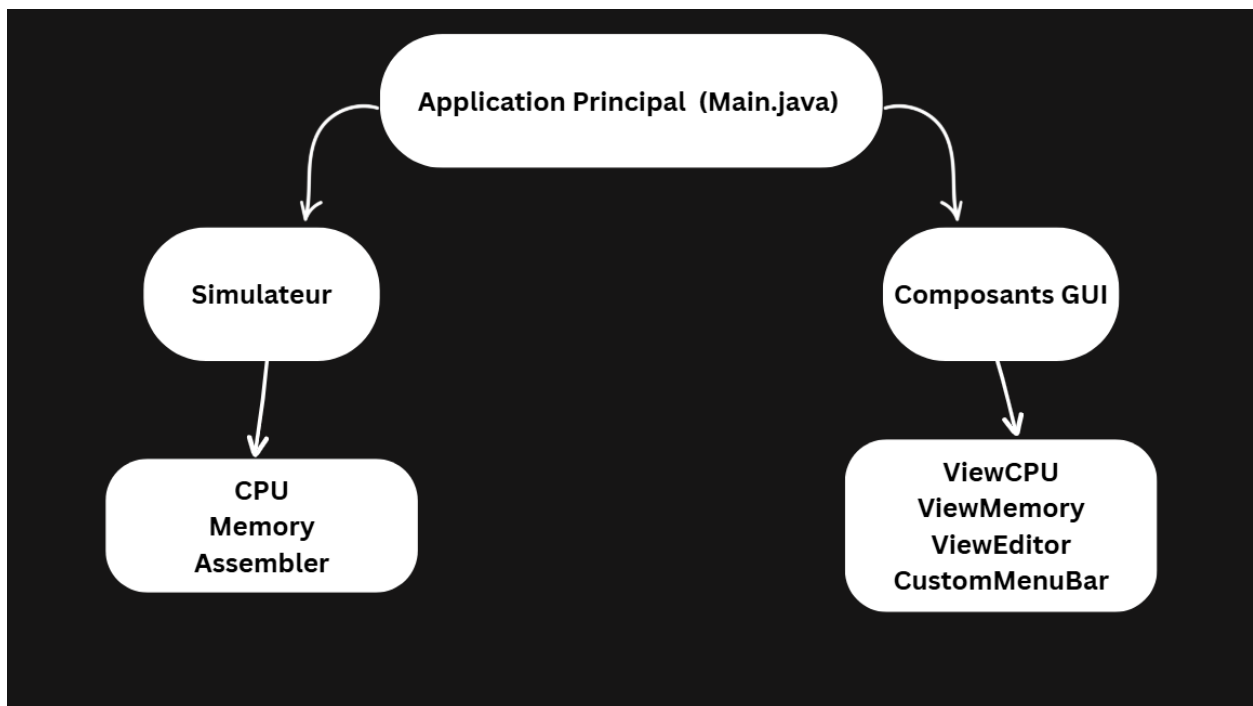 Application Principal (Main.java)
Simulateur
Composants GUI
CPU
Memory
Assembler
ViewCPU
ViewMemory
ViewEditor
CustomMenuBar